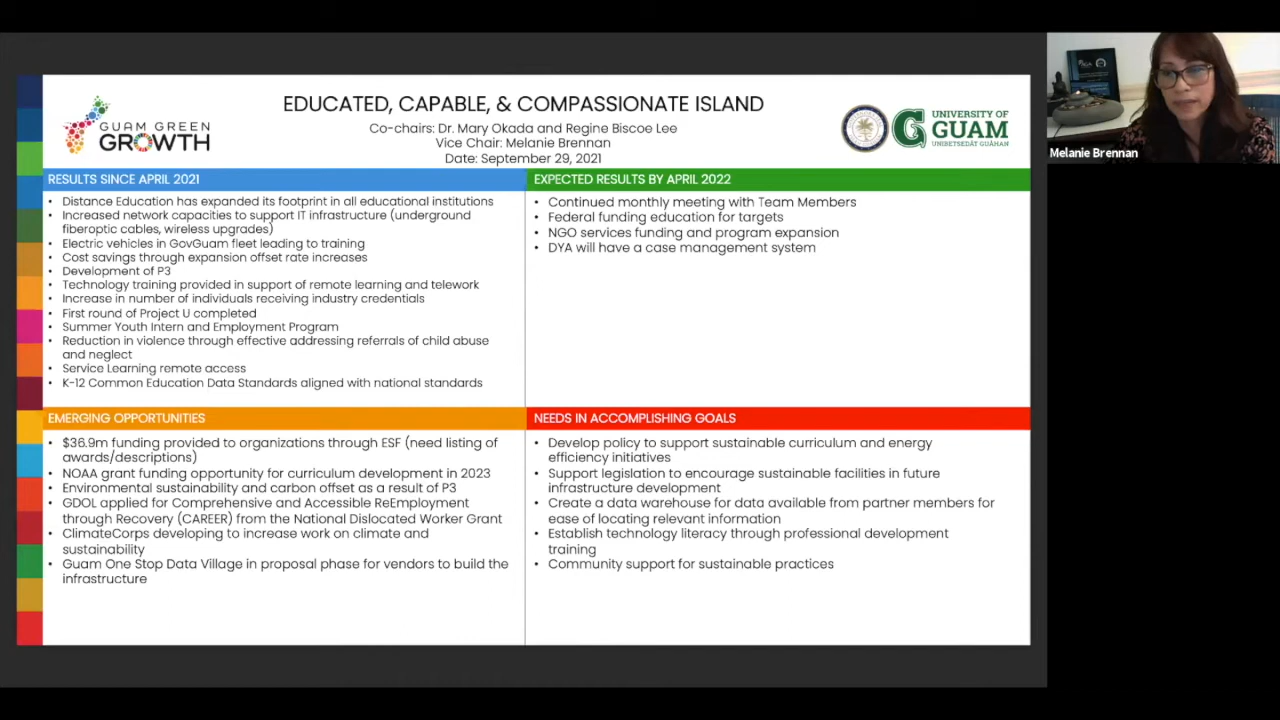 GUAM GREEN
GROWTH
EDUCATED, CAPABLE, & COMPASSIONATE ISLAND
Co-chairs: Dr. Mary Okada and Regine Biscoe Lee
Vice Chair: Melanie Brennan
Date: September 29, 2021
UNIVERSITY OF
GUAM
UNIBETSEDÅT GUÅHAN
Melanie Brennan
RESULTS SINCE APRIL 2021
• Distance Education has expanded its footprint in all educational institutions
• Increased network capacities to support IT infrastructure (underground
fiberoptic cables, wireless upgrades)
• Electric vehicles in GovGuam fleet leading to training
• Cost savings through expansion offset rate increases
• Development of P3
• Technology training provided in support of remote learning and telework
• Increase in number of individuals receiving industry credentials
• First round of Project U completed
• Summer Youth Intern and Employment Program
• Reduction in violence through effective addressing referrals of child abuse
and neglect
• Service Learning remote access
• K-12 Common Education Data Standards aligned with national standards
EXPECTED RESULTS BY APRIL 2022
• Continued monthly meeting with Team Members
• Federal funding education for targets
• NGO services funding and program expansion
• DYA will have a case management system
EMERGING OPPORTUNITIES
• $36.9m funding provided to organizations through ESF (need listing of
awards/descriptions)
• NOAA grant funding opportunity for curriculum development in 2023
• Environmental sustainability and carbon offset as a result of P3
• GDOL applied for Comprehensive and Accessible ReEmployment
through Recovery (CAREER) from the National Dislocated Worker Grant
• ClimateCorps developing to increase work on climate and
sustainability
• Guam One Stop Data Village in proposal phase for vendors to build the
infrastructure
NEEDS IN ACCOMPLISHING GOALS
• Develop policy to support sustainable curriculum and energy
efficiency initiatives
• Support legislation to encourage sustainable facilities in future
infrastructure development
• Create a data warehouse for data available from partner members for
ease of locating relevant information
• Establish technology literacy through professional development
training
• Community support for sustainable practices